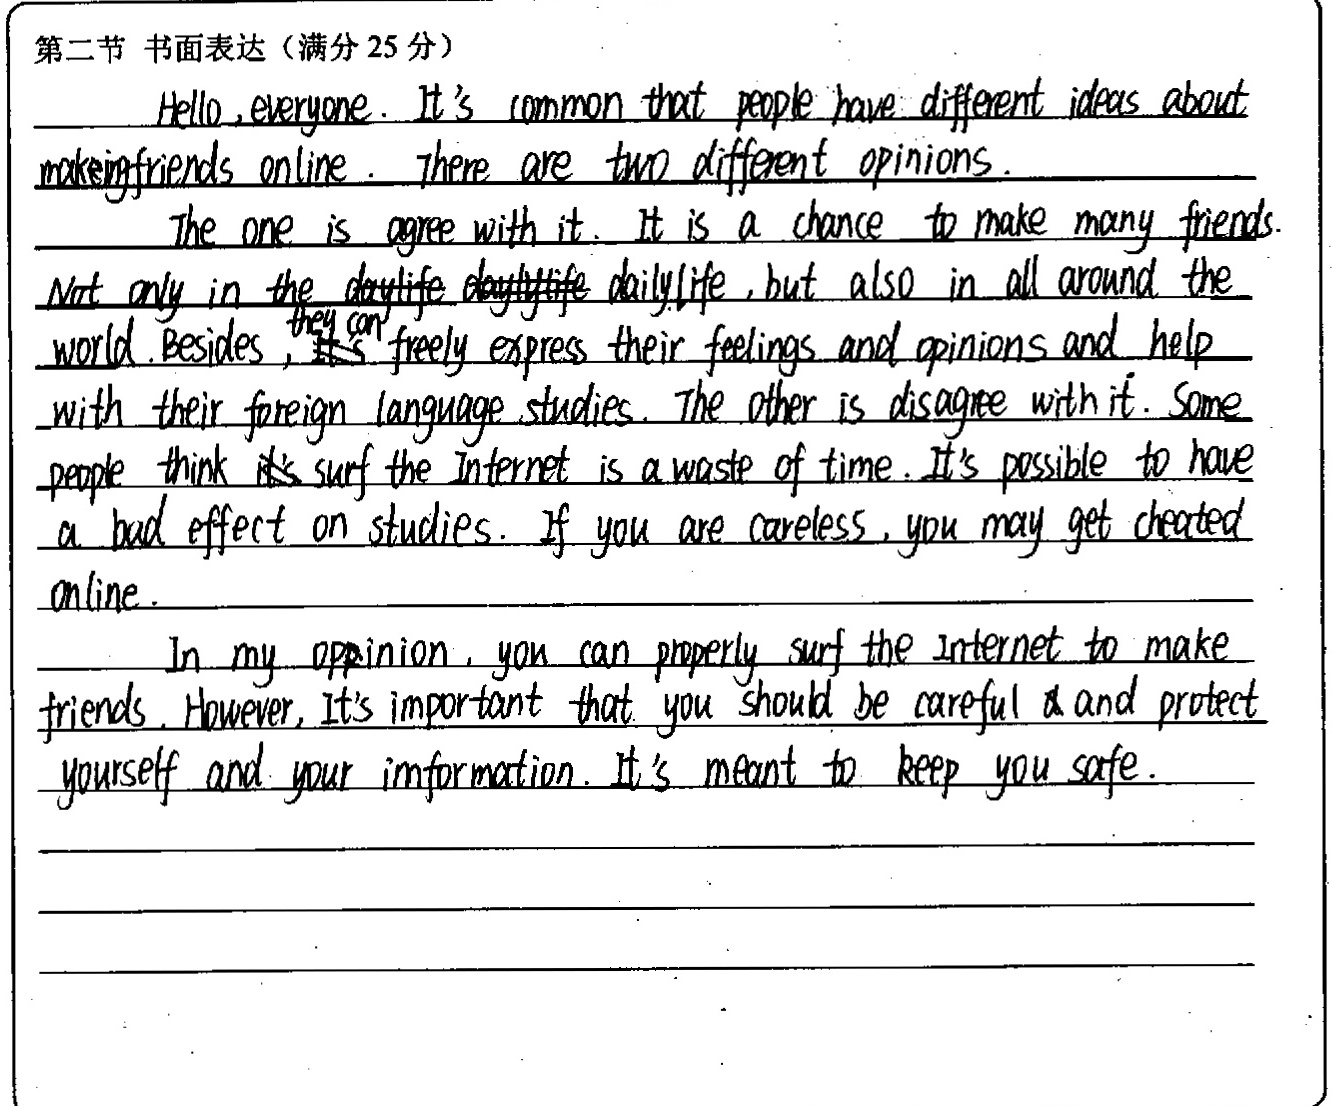 第二节 书面表达（满分 25 分）
Hello, everyone. It's common that people have different ideas about
makeingfriends online. There are two different opinions.
The one is agree with it. It is a chance to make many friends.
Not only in the daylife daylylife dailylife, but also in all around the
they can
world. Besides, It's freely express their feelings and opinions and help
with their foreign language studies. The other is disagree with it. Some
people think it's surf the Internet is a waste of time. It's possible to have
a bad effect on studies. If you are careless, you may get cheated
online.
In my oppinion, you can properly surf the Internet to make
friends. However, It's important that you should be careful and protect
yourself and your imformation. It's meant to keep you safe.